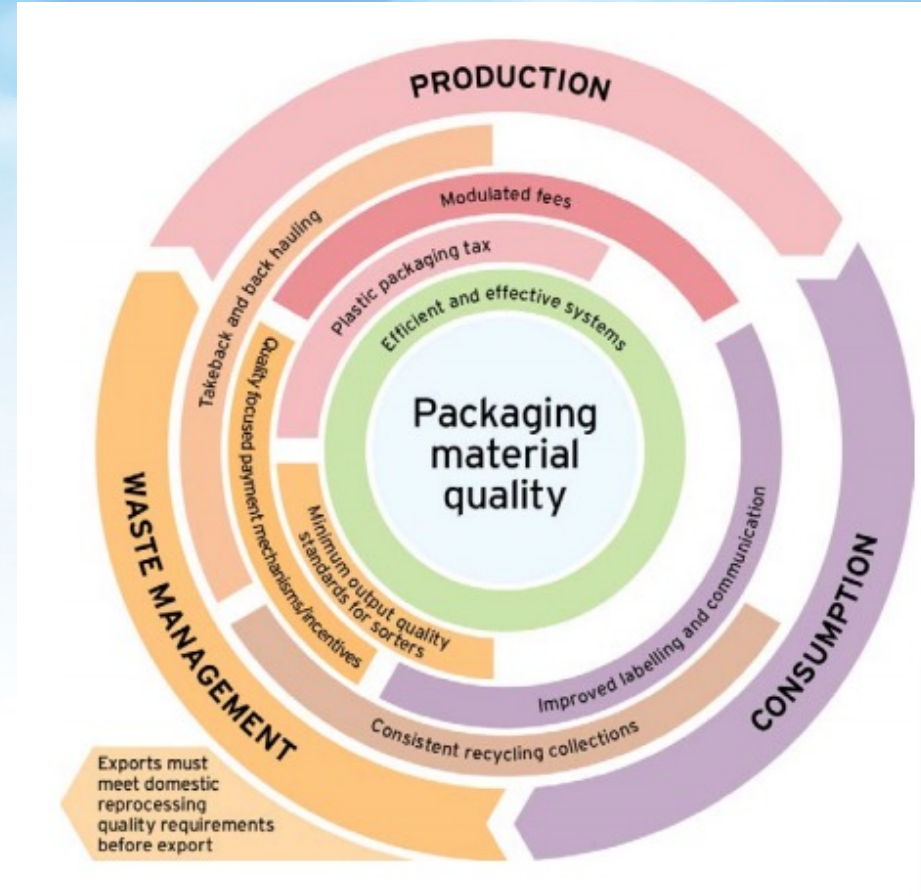 PRODUCTION
Takeback and back hauling
Modulated fees
Plastic packaging tax
Efficient and effective systems
Packaging
material
quality
Quality focused payment mechanisms/incentives
Minimum output quality
standards for sorters
Improved labelling and communication
Consistent recycling collections
CONSUMPTION
WASTE MANAGEMENT
Exports must
meet domestic
reprocessing
quality requirements
before export